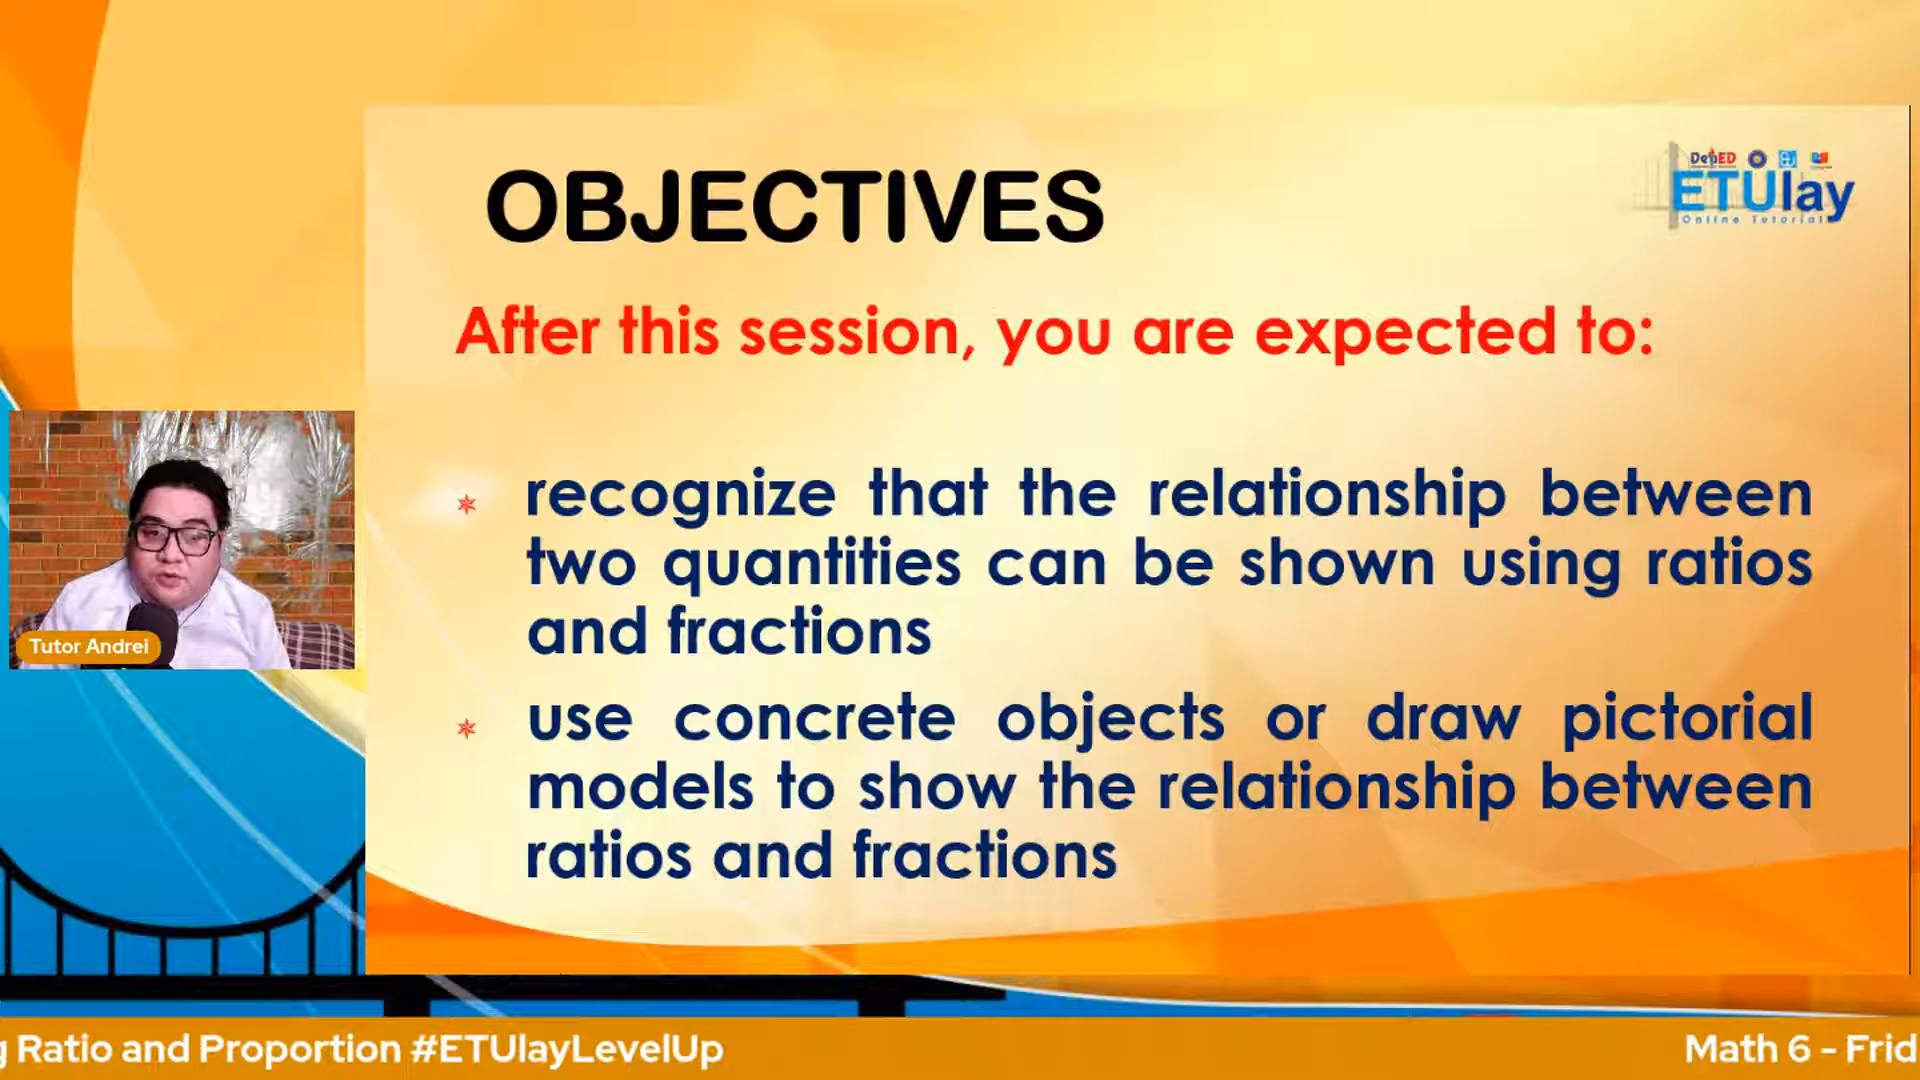 DepED
ETUlay
Online Tutorial
OBJECTIVES
After this session, you are expected to:
recognize that the relationship between
two quantities can be shown using ratios
and fractions
use concrete objects or draw pictorial
models to show the relationship between
ratios and fractions
Tutor Andrei
g Ratio and Proportion #ETUlayLevelUp
Math 6 - Frid